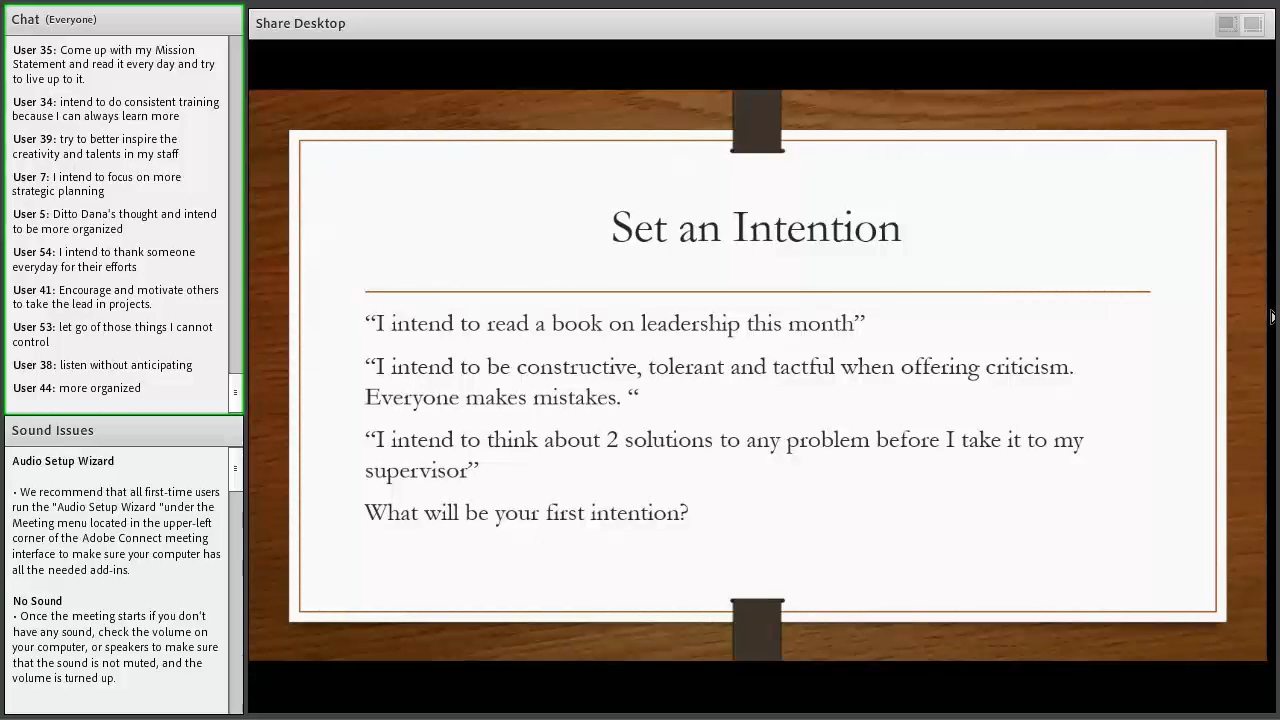 Chat (Everyone)
User 35: Come up with my Mission
Statement and read it every day and try
to live up to it.
User 34: intend to do consistent training
because I can always learn more
User 39: try to better inspire the
creativity and talents in my staff
User 7: I intend to focus on more
strategic planning
User 5: Ditto Dana's thought and intend
to be more organized
User 54: I intend to thank someone
everyday for their efforts
User 41: Encourage and motivate others
to take the lead in projects.
User 53: let go of those things I cannot
control
User 38: listen without anticipating
User 44: more organized
Sound Issues
Audio Setup Wizard
• We recommend that all first-time users
run the "Audio Setup Wizard "under the
Meeting menu located in the upper-left
corner of the Adobe Connect meeting
interface to make sure your computer has
all the needed add-ins.
No Sound
• Once the meeting starts if you don't
have any sound, check the volume on
your computer, or speakers to make sure
that the sound is not muted, and the
volume is turned up.
Share Desktop
Set an Intention
“I intend to read a book on leadership this month”
“I intend to be constructive, tolerant and tactful when offering criticism.
Everyone makes mistakes. “
“I intend to think about 2 solutions to any problem before I take it to my
supervisor”
What will be your first intention?